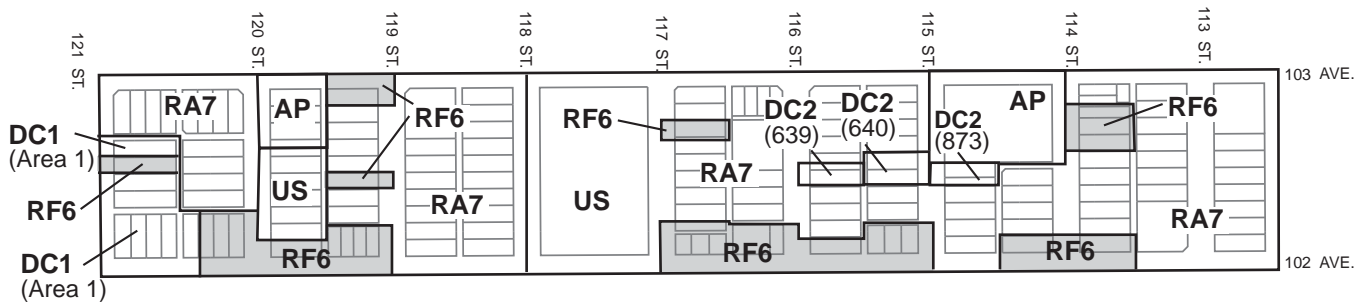 121 ST.
120 ST.
119 ST.
118 ST.
117 ST.
116 ST.
115 ST.
114 ST.
113 ST.
103 AVE.
RA7
AP
RF6
RF6
DC2
(639)
DC2
(640)
DC2
(873)
AP
RF6
DC1
(Area 1)
RF6
US
RA7
US
RA7
RA7
DC1
(Area 1)
RF6
RF6
RF6
102 AVE.